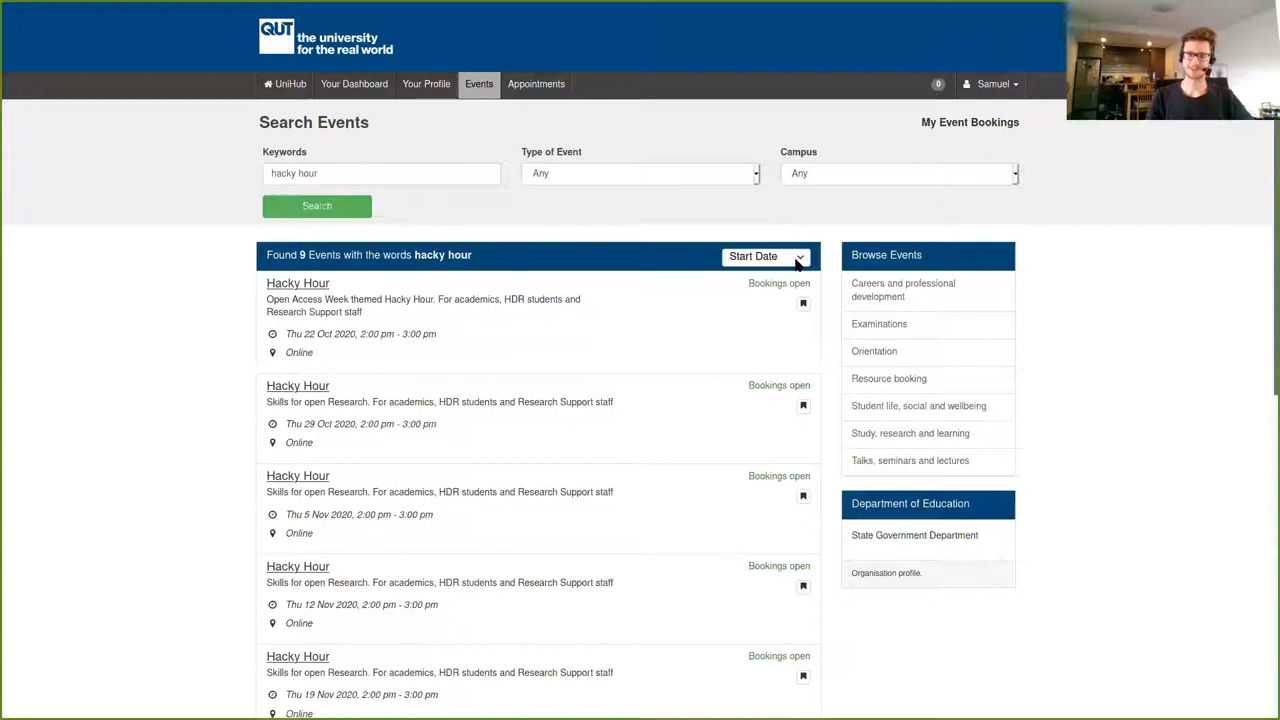 QUT
the university
for the real world
UniHub
Your Dashboard
Your Profile
Events
Appointments
0
Samuel
Search Events
My Event Bookings
Keywords
Type of Event
Campus
hacky hour
Any
Any
Search
Found 9 Events with the words hacky hour
Start Date
Hacky Hour
Bookings open
Open Access Week themed Hacky Hour. For academics, HDR students and
Research Support staff
Thu 22 Oct 2020, 2:00 pm - 3:00 pm
Online
Hacky Hour
Bookings open
Skills for open Research. For academics, HDR students and Research Support staff
Thu 29 Oct 2020, 2:00 pm - 3:00 pm
Online
Hacky Hour
Bookings open
Skills for open Research. For academics, HDR students and Research Support staff
Thu 5 Nov 2020, 2:00 pm - 3:00 pm
Online
Hacky Hour
Bookings open
Skills for open Research. For academics, HDR students and Research Support staff
Thu 12 Nov 2020, 2:00 pm - 3:00 pm
Online
Hacky Hour
Bookings open
Skills for open Research. For academics, HDR students and Research Support staff
Thu 19 Nov 2020, 2:00 pm - 3:00 pm
Online
Browse Events
Careers and professional
development
Examinations
Orientation
Resource booking
Student life, social and wellbeing
Study, research and learning
Talks, seminars and lectures
Department of Education
State Government Department
Organisation profile.